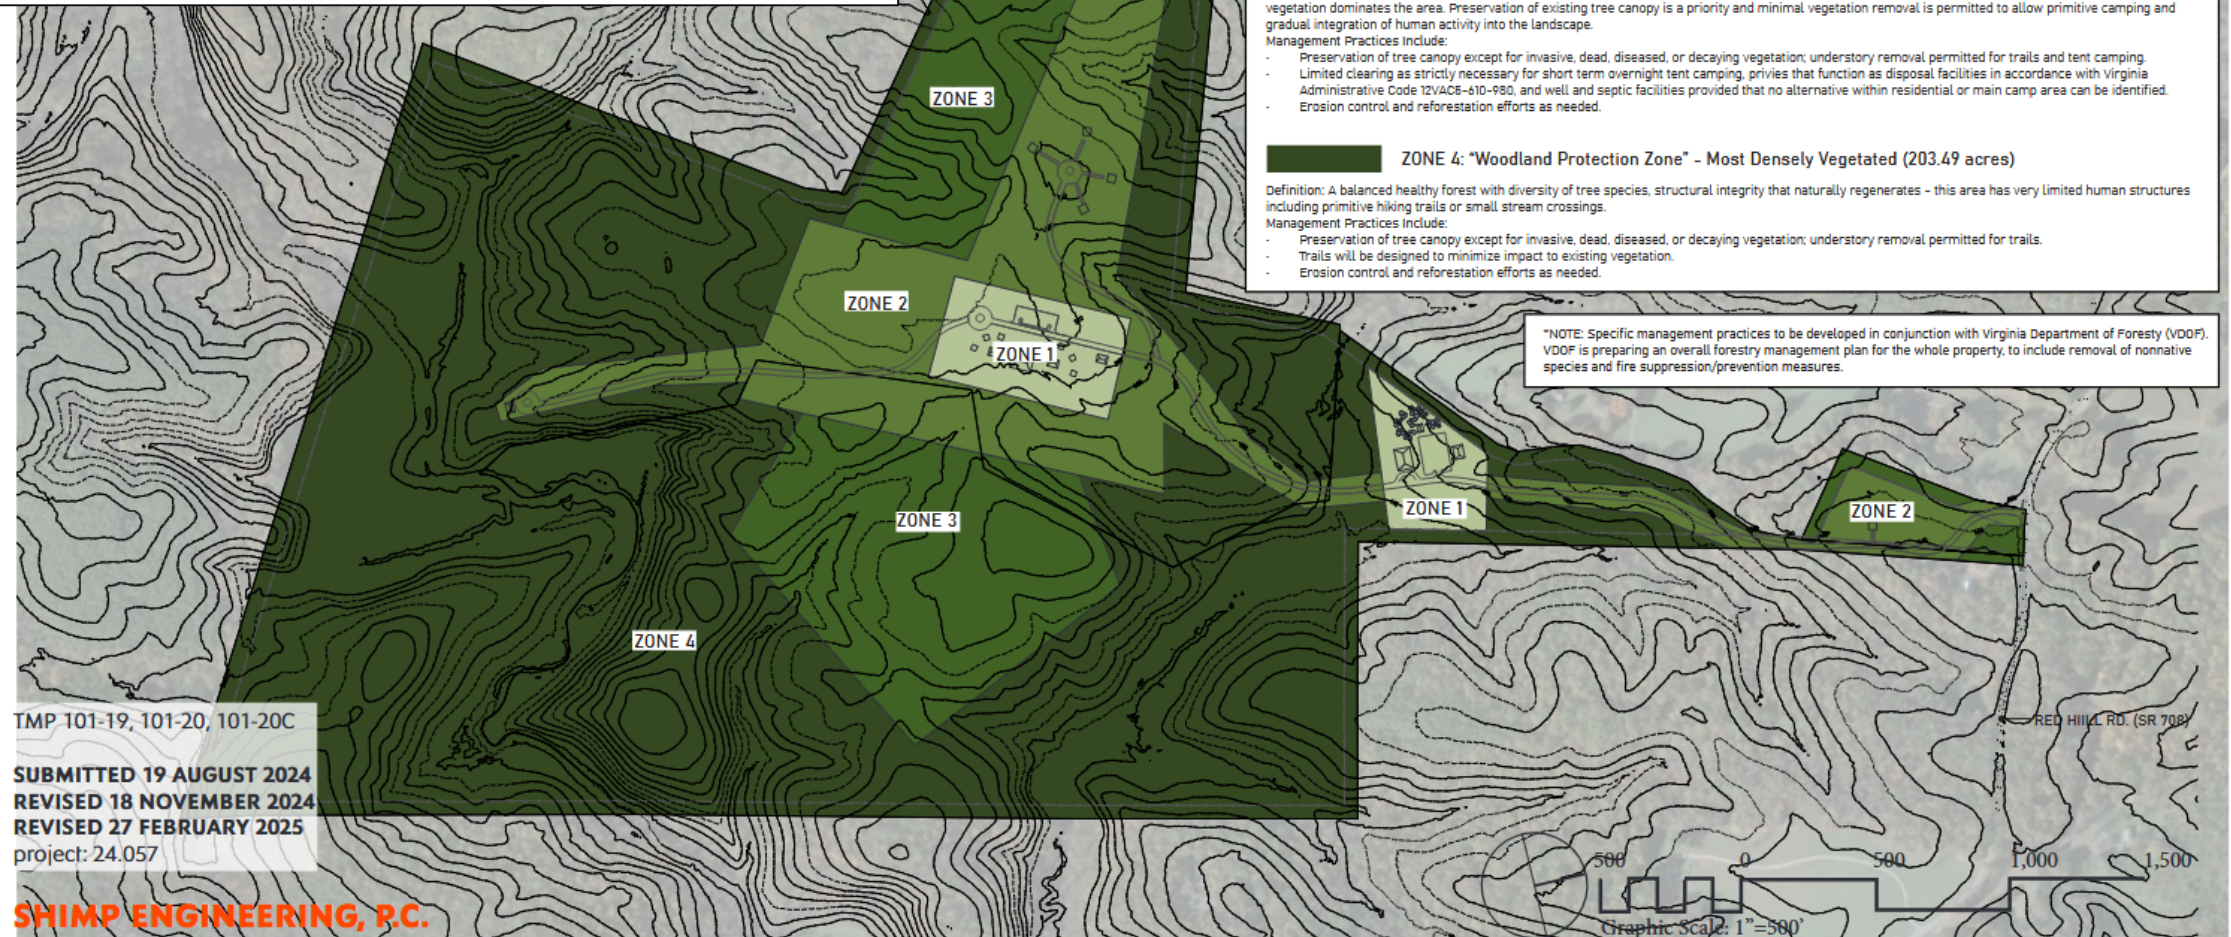 vegetation dominates the area. Preservation of existing tree canopy is a priority and minimal vegetation removal is permitted to allow primitive camping and
gradual integration of human activity into the landscape.
Management Practices Include:
- Preservation of tree canopy except for invasive, dead, diseased, or decaying vegetation; understory removal permitted for trails and tent camping.
- Limited clearing as strictly necessary for short term overnight tent camping, privies that function as disposal facilities in accordance with Virginia
Administrative Code 12VAC5-610-980, and well and septic facilities provided that no alternative within residential or main camp area can be identified.
- Erosion control and reforestation efforts as needed.
ZONE 4: "Woodland Protection Zone" - Most Densely Vegetated (203.49 acres)
Definition: A balanced healthy forest with diversity of tree species, structural integrity that naturally regenerates - this area has very limited human structures
including primitive hiking trails or small stream crossings.
Management Practices Include:
- Preservation of tree canopy except for invasive, dead, diseased, or decaying vegetation; understory removal permitted for trails.
- Trails will be designed to minimize impact to existing vegetation.
- Erosion control and reforestation efforts as needed.
*NOTE: Specific management practices to be developed in conjunction with Virginia Department of Foresty (VDOF).
VDOF is preparing an overall forestry management plan for the whole property, to include removal of nonnative
species and fire suppression/prevention measures.
ZONE 3
ZONE 2
ZONE 1
ZONE 3
ZONE 1
ZONE 2
ZONE 4
RED HIILL RD. (SR 708)
TMP 101-19, 101-20, 101-20C
SUBMITTED 19 AUGUST 2024
REVISED 18 NOVEMBER 2024
REVISED 27 FEBRUARY 2025
project: 24.057
SHIMP ENGINEERING, P.C.
500 0 500 1,000 1,500
Graphic Scale: 1"=500'